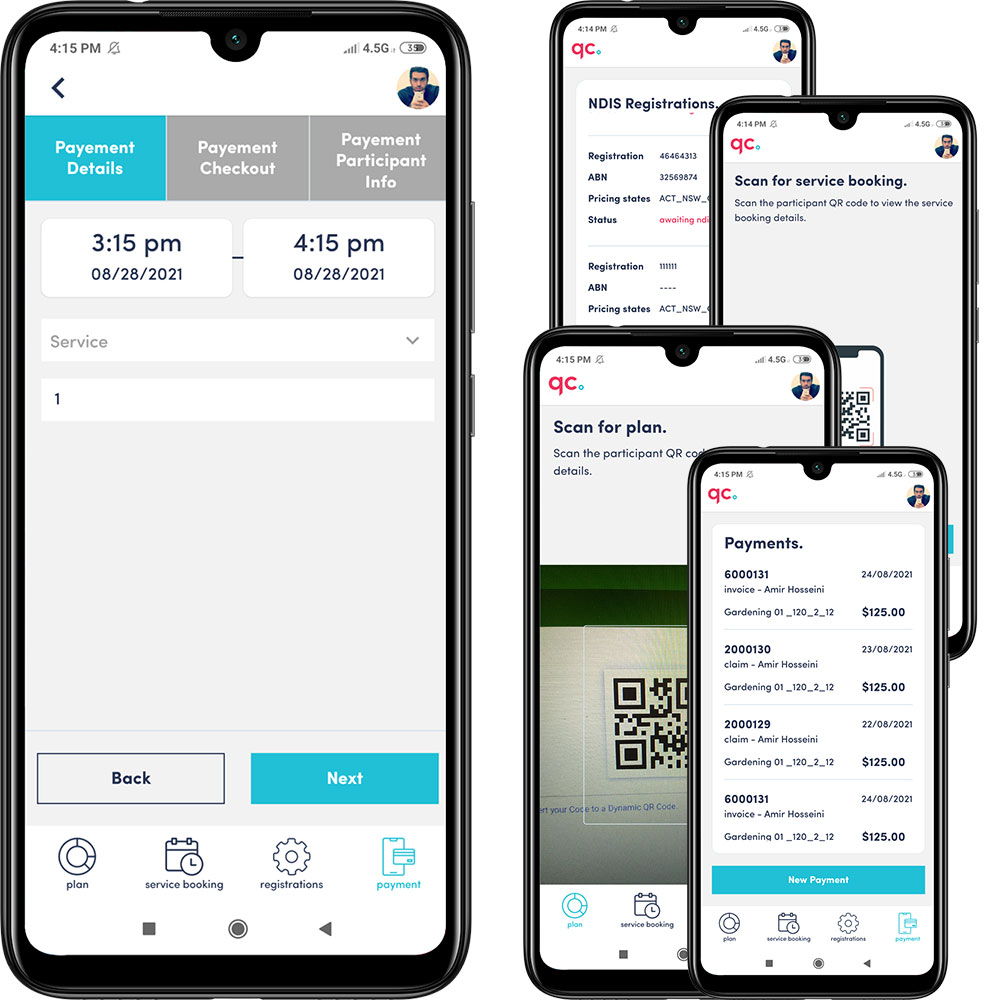 4:15 PM
4.5G
35
Payement
Details
Payement
Checkout
Payement
Participant
Info
3:15 pm
08/28/2021
4:15 pm
08/28/2021
Service
1
Back
Next
plan
service booking
registrations
payment
4:14 PM
4.5G
qc.
NDIS Registrations.
Registration 46464313
ABN 32569874
Pricing states ACT_NSW_
Status awaiting ndi
Registration 111111
ABN ----
Pricing states ACT_NSW_
4:14 PM
4.5G
qc.
Scan for service booking.
Scan the participant QR code to view the service
booking details.
4:15 PM
4.5G
qc.
Scan for plan.
Scan the participant QR
details.
ert your Code to a Dynamic QR Code.
plan
service booking
4:15 PM
4.5G
qc.
Payments.
6000131 24/08/2021
invoice - Amir Hosseini
Gardening 01 _120_2_12 $125.00
2000130 23/08/2021
claim - Amir Hosseini
Gardening 01 _120_2_12 $125.00
2000129 22/08/2021
claim - Amir Hosseini
Gardening 01 _120_2_12 $125.00
6000131 24/08/2021
invoice - Amir Hosseini
Gardening 01 _120_2_12 $125.00
New Payment
plan
service booking
registrations
payment